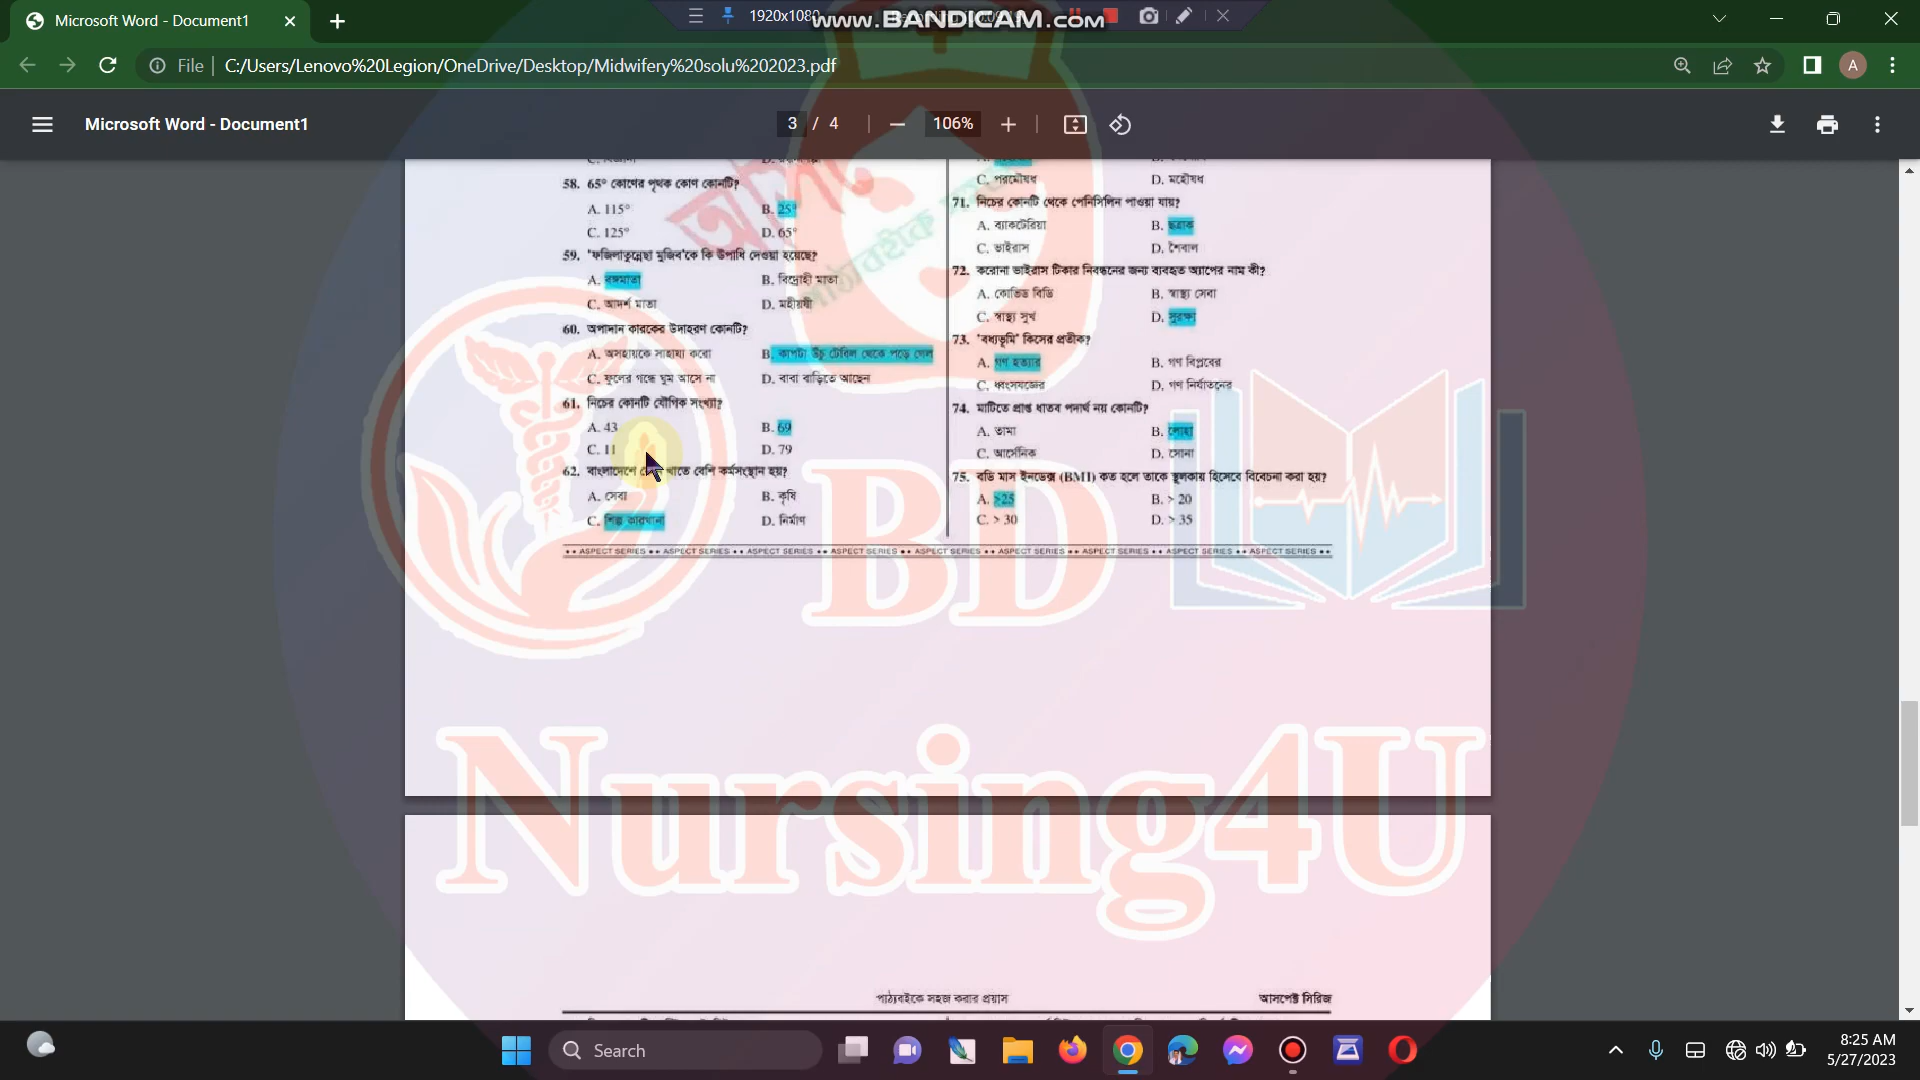 Microsoft Word - Document1
1920x1080
www.BANDICAM.com
File
C:/Users/Lenovo%20Legion/OneDrive/Desktop/Midwifery%20solu%202023.pdf
A
Microsoft Word - Document1
3 / 4
106%
58. 65° কোণের পৃথক কোণ কোনটি?
A. 115° B. 25°
C. 125° D. 65°
59. "ফজিলাতুন্নেছা মুজিব'কে কি উপাধি দেওয়া হয়েছে?
A. বঙ্গমাতা B. বিদ্রোহী মাতা
C. আদর্শ মাতা D. মহীয়সী
60. অপাদান কারকের উদাহরণ কোনটি?
A. অসহায়কে সাহায্য করো B. কাপটা উঁচু টেবিল থেকে পড়ে গেল
C. ফুলের গন্ধে ঘুম আসে না D. বাবা বাড়িতে আছেন
61. নিচের কোনটি যৌগিক সংখ্যা?
A. 43 B. 69
C. 11 D. 79
62. বাংলাদেশে খাতে বেশি কর্মসংস্থান হয়?
A. সেবা B. কৃষি
C. শিল্প কারখানা D. নির্মাণ
C. পরমৌষধ D. মহৌষধ
71. নিচের কোনটি থেকে পেনিসিলিন পাওয়া যায়?
A. ব্যাকটেরিয়া B. ছত্রাক
C. ভাইরাস D. শৈবাল
72. করোনা ভাইরাস টিকার নিবন্ধনের জন্য ব্যবহৃত অ্যাপের নাম কী?
A. কোভিড বিডি B. স্বাস্থ্য সেবা
C. স্বাস্থ্য সুখ D. সুরক্ষা
73. "বধ্যভূমি" কিসের প্রতীক?
A. গণ হত্যার B. গণ বিপ্লবের
C. ধ্বংসযজ্ঞের D. গণ নির্যাতনের
74. মাটিতে প্রাপ্ত ধাতব পদার্থ নয় কোনটি?
A. তামা B. লোহা
C. আর্সেনিক D. সোনা
75. বডি মাস ইনডেক্স (BMI) কত হলে তাকে স্থূলকায় হিসেবে বিবেচনা করা হয়?
A. >25 B. > 20
C. > 30 D. > 35
ASPECT SERIES ASPECT SERIES ASPECT SERIES ASPECT SERIES ASPECT SERIES ASPECT SERIES ASPECT SERIES ASPECT SERIES ASPECT SERIES
BD
Nursing4U
পাঠ্যবইকে সহজ করার প্রয়াস
আসপেক্ট সিরিজ
Search
8:25 AM
5/27/2023